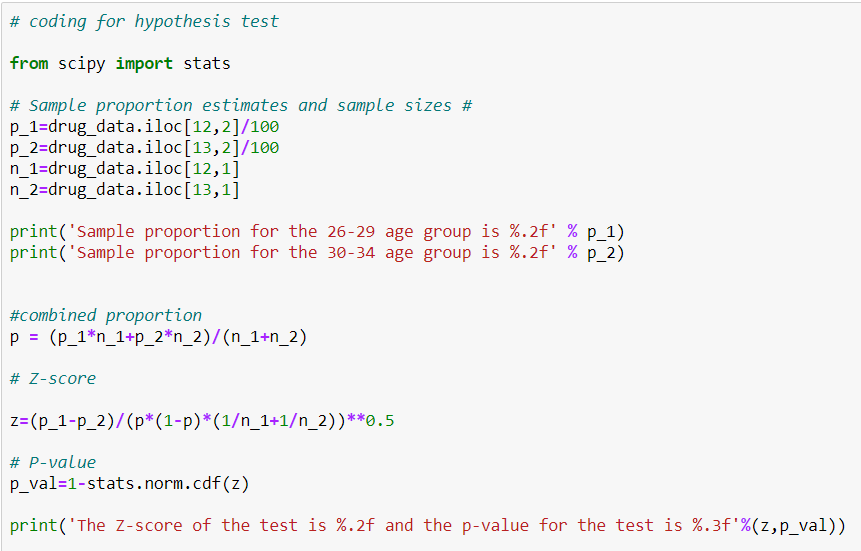 # coding for hypothesis test
from scipy import stats
# Sample proportion estimates and sample sizes #
p_1=drug_data.iloc[12,2]/100
p_2=drug_data.iloc[13,2]/100
n_1=drug_data.iloc[12,1]
n_2=drug_data.iloc[13,1]
print('Sample proportion for the 26-29 age group is %.2f' % p_1)
print('Sample proportion for the 30-34 age group is %.2f' % p_2)
#combined proportion
p = (p_1*n_1+p_2*n_2)/(n_1+n_2)
# Z-score
z=(p_1-p_2)/(p*(1-p)*(1/n_1+1/n_2))**0.5
# P-value
p_val=1-stats.norm.cdf(z)
print('The Z-score of the test is %.2f and the p-value for the test is %.3f'%(z,p_val))